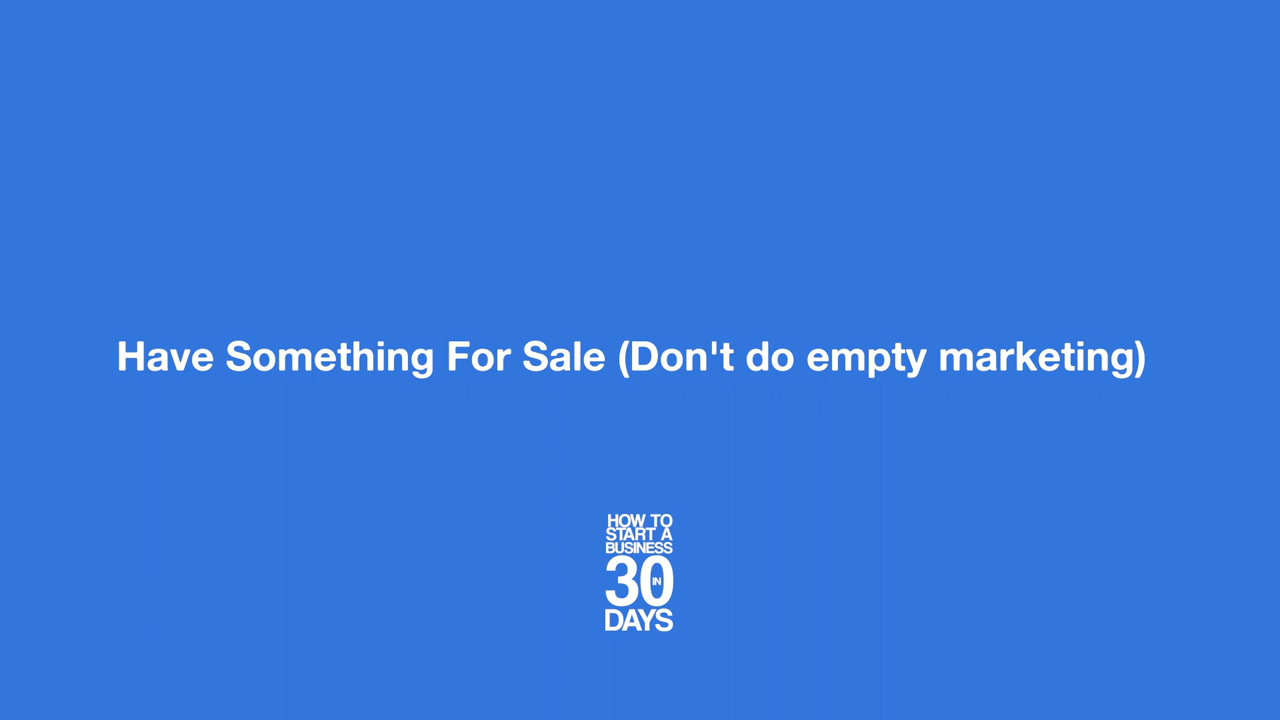 Have Something For Sale (Don't do empty marketing)
HOW TO
START A
BUSINESS
30 IN
DAYS